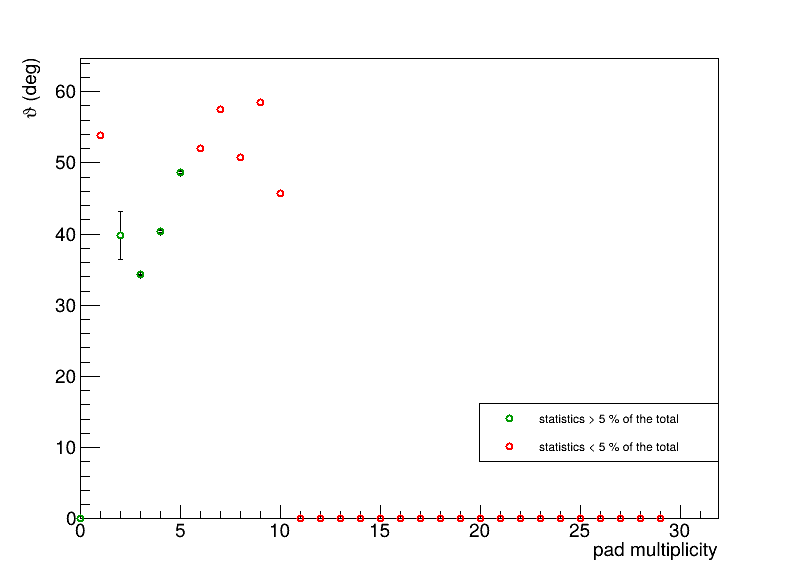 ϑ (deg)
60
50
40
30
20
10
0
statistics > 5 % of the total
statistics < 5 % of the total
0 5 10 15 20 25 30
pad multiplicity